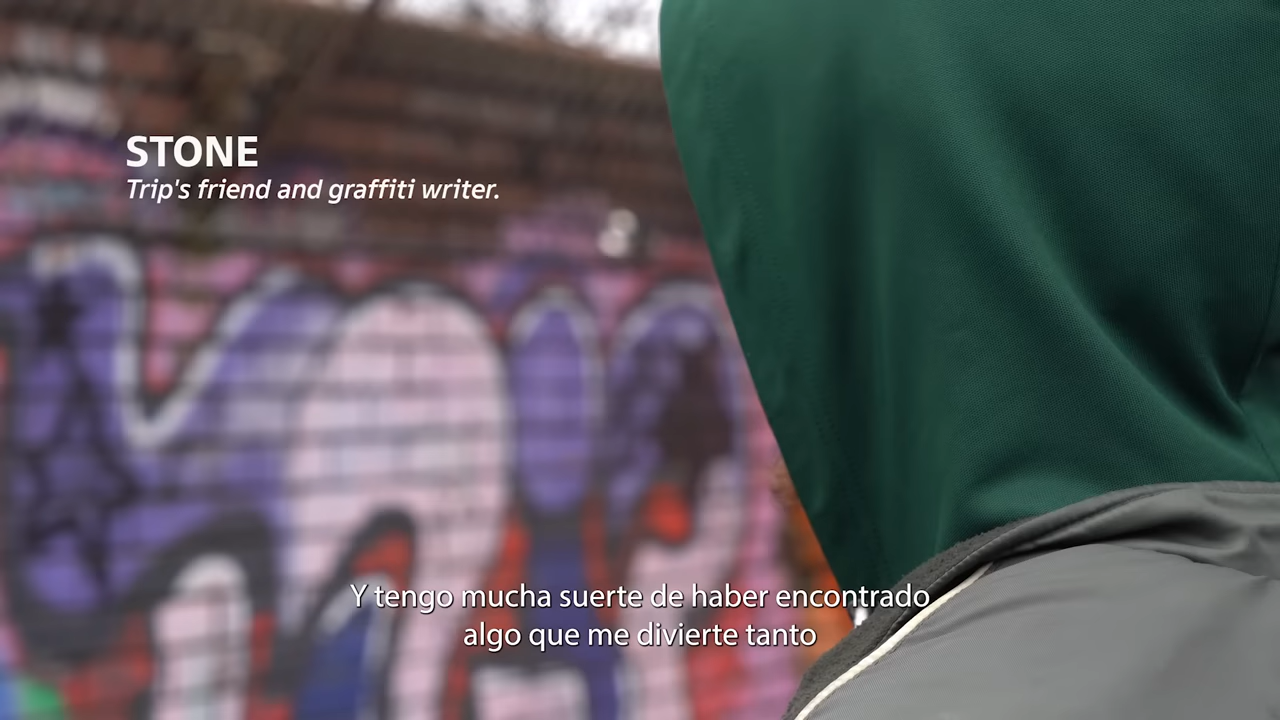 STONE
Trip's friend and graffiti writer.
Y tengo mucha suerte de haber encontrado
algo que me divierte tanto